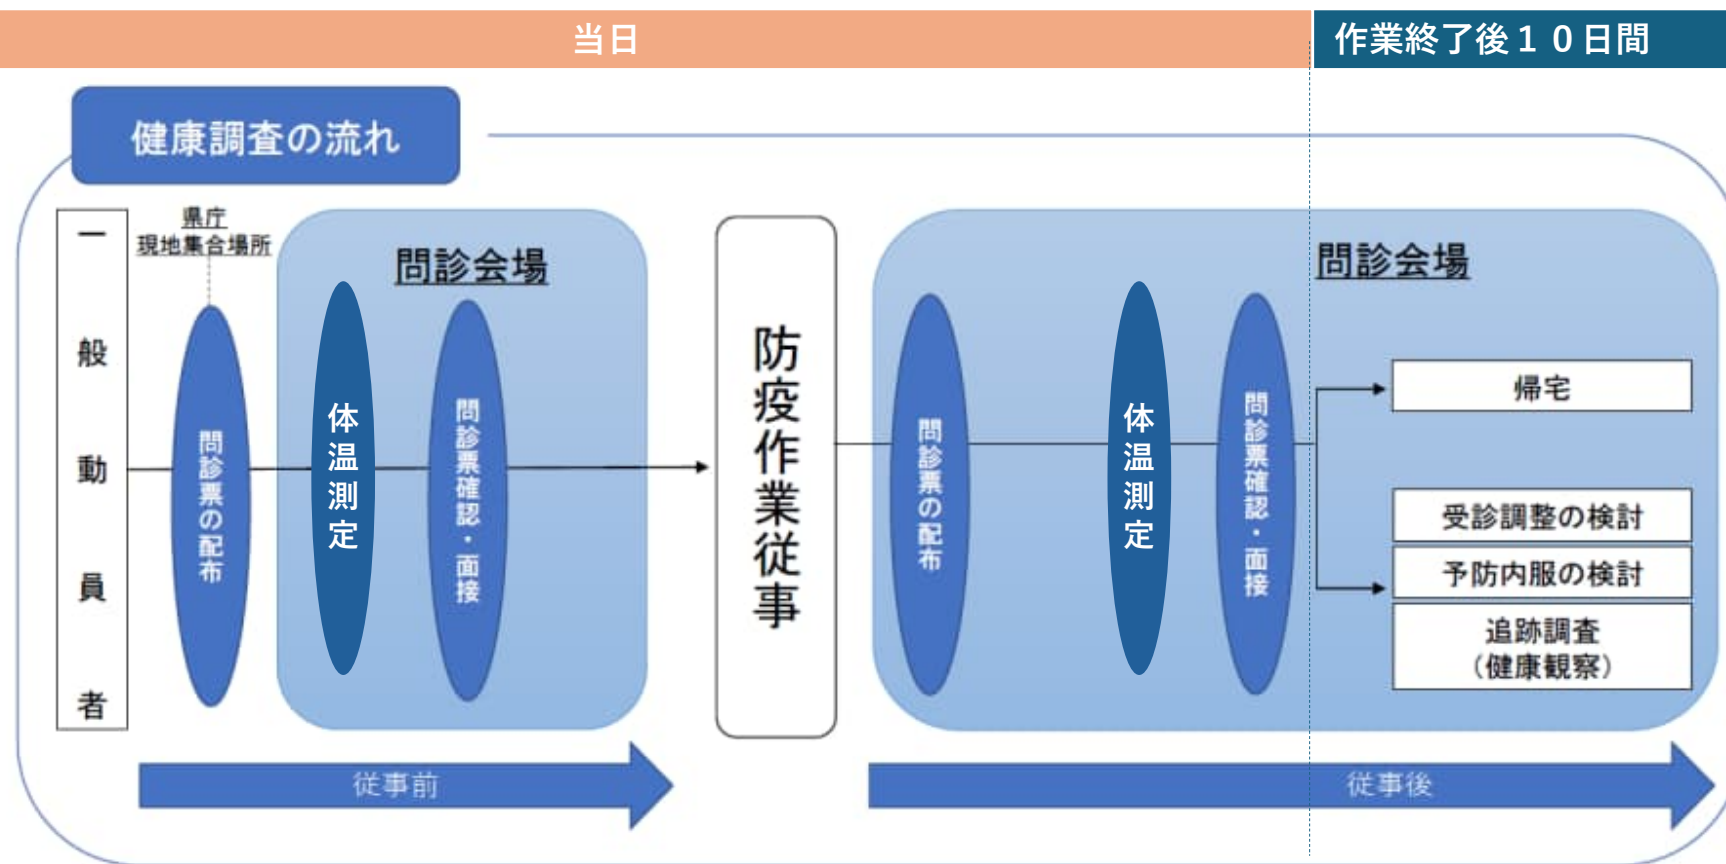 当日
作業終了後１０日間
健康調査の流れ
一般動員者
県庁
現地集合場所
問診票の配布
問診会場
体温測定
問診票確認・面接
防疫作業従事
問診会場
問診票の配布
体温測定
問診票確認・面接
帰宅
受診調整の検討
予防内服の検討
追跡調査
（健康観察）
従事前
従事後